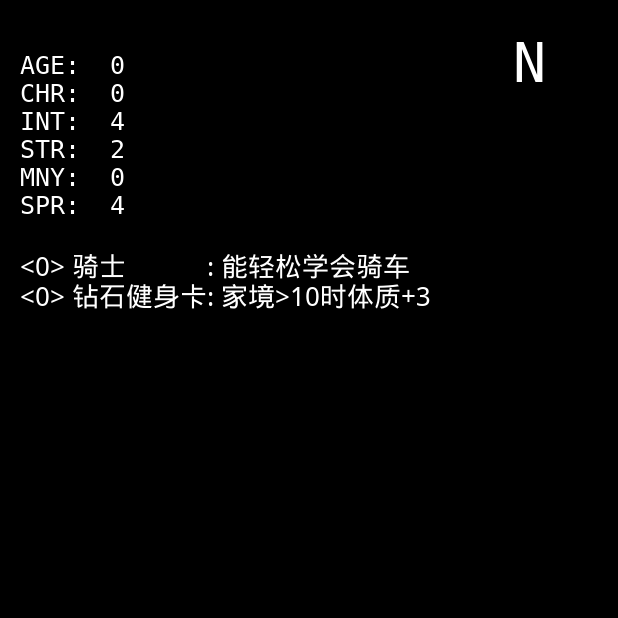 N
AGE: 0
CHR: 0
INT: 4
STR: 2
MNY: 0
SPR: 4
<0> 骑士 : 能轻松学会骑车
<0> 钻石健身卡: 家境>10时体质+3